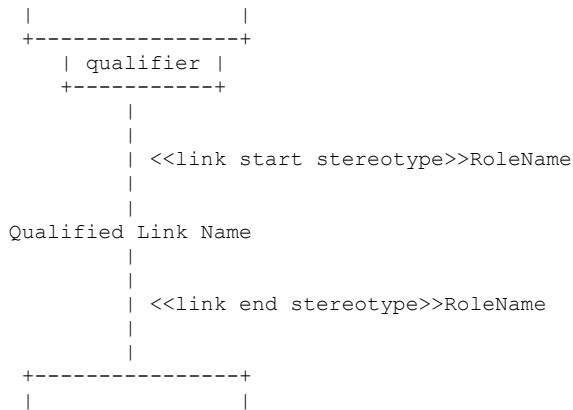 qualifier
<<link start stereotype>>RoleName
Qualified Link Name
<<link end stereotype>>RoleName